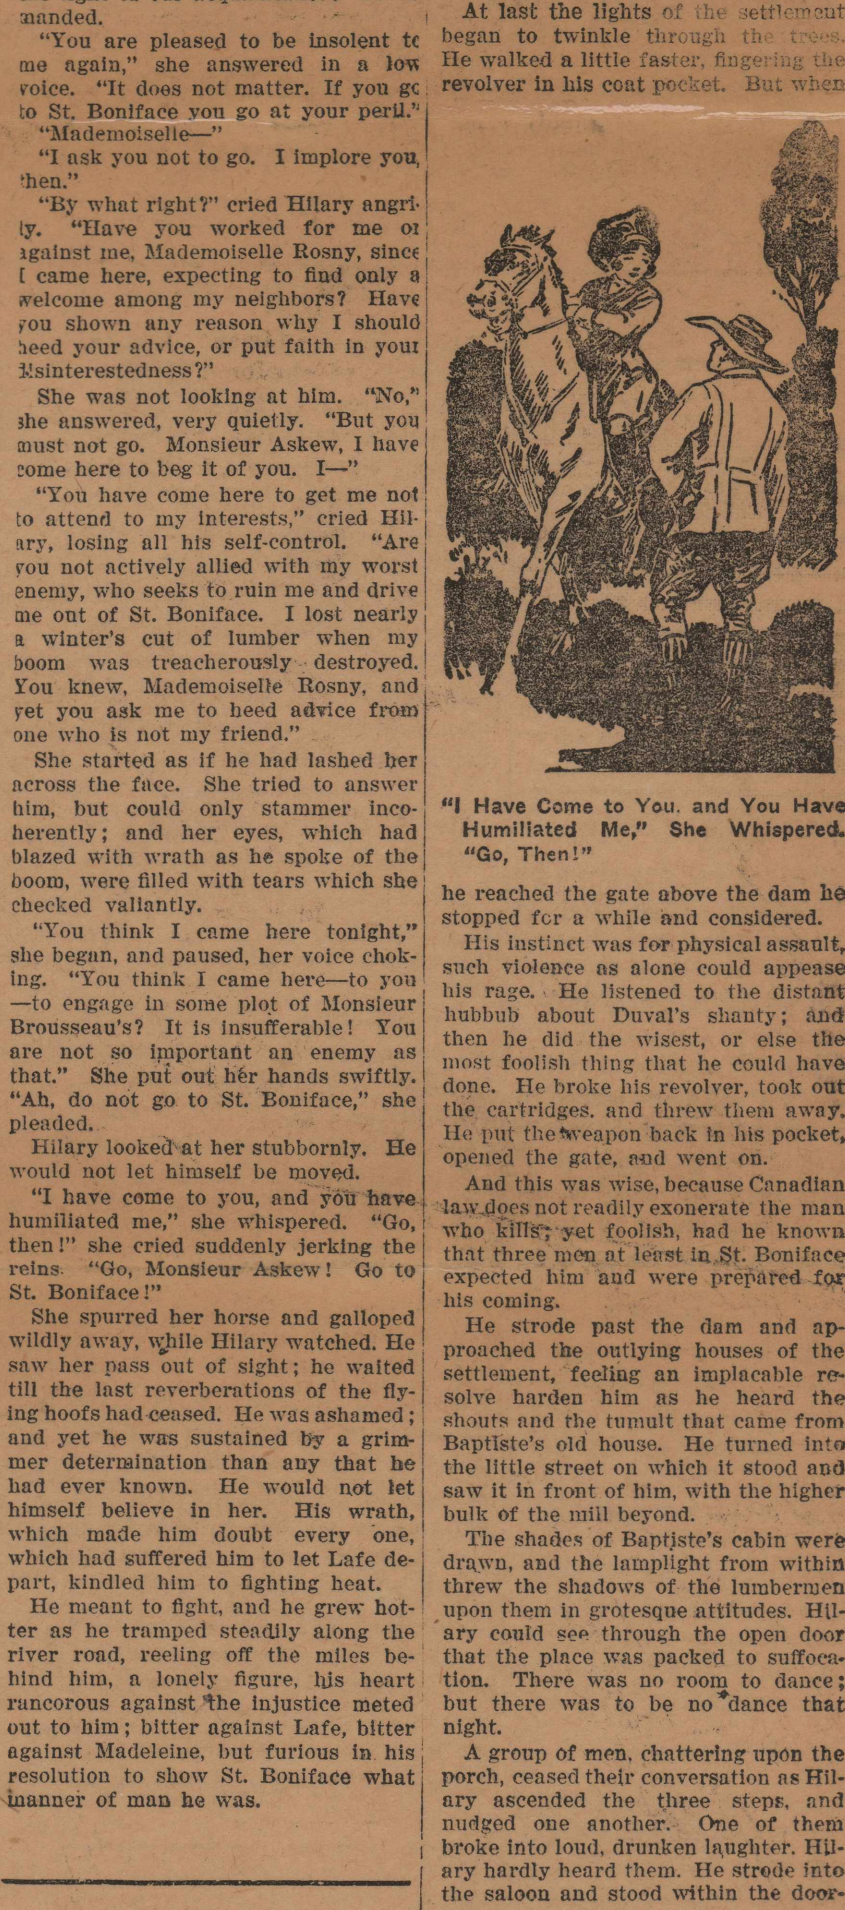 manded.
"You are pleased to be insolent to
me again," she answered in a low
voice. "It does not matter. If you go
to St. Boniface you go at your peril."
"Mademoiselle—"
"I ask you not to go. I implore you,
then."
"By what right?" cried Hilary angri-
ly. "Have you worked for me or
against me, Mademoiselle Rosny, since
I came here, expecting to find only a
welcome among my neighbors? Have
you shown any reason why I should
heed your advice, or put faith in your
disinterestedness?"
She was not looking at him. "No,"
she answered, very quietly. "But you
must not go. Monsieur Askew, I have
come here to beg it of you. I—"
"You have come here to get me not
to attend to my interests," cried Hil-
ary, losing all his self-control. "Are
you not actively allied with my worst
enemy, who seeks to ruin me and drive
me out of St. Boniface. I lost nearly
a winter's cut of lumber when my
boom was treacherously destroyed.
You knew, Mademoiselle Rosny, and
yet you ask me to heed advice from
one who is not my friend."
She started as if he had lashed her
across the face. She tried to answer
him, but could only stammer inco-
herently; and her eyes, which had
blazed with wrath as he spoke of the
boom, were filled with tears which she
checked valiantly.
"You think I came here tonight,"
she began, and paused, her voice chok-
ing. "You think I came here—to you
—to engage in some plot of Monsieur
Brousseau's? It is insufferable! You
are not so important an enemy as
that." She put out her hands swiftly.
"Ah, do not go to St. Boniface," she
pleaded.
Hilary looked at her stubbornly. He
would not let himself be moved.
"I have come to you, and you have
humiliated me," she whispered. "Go,
then!" she cried suddenly jerking the
reins. "Go, Monsieur Askew! Go to
St. Boniface!"
She spurred her horse and galloped
wildly away, while Hilary watched. He
saw her pass out of sight; he waited
till the last reverberations of the fly-
ing hoofs had ceased. He was ashamed;
and yet he was sustained by a grim-
mer determination than any that he
had ever known. He would not let
himself believe in her. His wrath,
which made him doubt every one,
which had suffered him to let Lafe de-
part, kindled him to fighting heat.
He meant to fight, and he grew hot-
ter as he tramped steadily along the
river road, reeling off the miles be-
hind him, a lonely figure, his heart
rancorous against the injustice meted
out to him; bitter against Lafe, bitter
against Madeleine, but furious in his
resolution to show St. Boniface what
manner of man he was.
At last the lights of the settlement
began to twinkle through the trees.
He walked a little faster, fingering the
revolver in his coat pocket. But when
"I Have Come to You. and You Have
Humiliated Me," She Whispered.
"Go, Then!"
he reached the gate above the dam he
stopped for a while and considered.
His instinct was for physical assault,
such violence as alone could appease
his rage. He listened to the distant
hubbub about Duval's shanty; and
then he did the wisest, or else the
most foolish thing that he could have
done. He broke his revolver, took out
the cartridges. and threw them away.
He put the weapon back in his pocket,
opened the gate, and went on.
And this was wise, because Canadian
law does not readily exonerate the man
who kills; yet foolish, had he known
that three men at least in St. Boniface
expected him and were prepared for
his coming.
He strode past the dam and ap-
proached the outlying houses of the
settlement, feeling an implacable re-
solve harden him as he heard the
shouts and the tumult that came from
Baptiste's old house. He turned into
the little street on which it stood and
saw it in front of him, with the higher
bulk of the mill beyond.
The shades of Baptiste's cabin were
drawn, and the lamplight from within
threw the shadows of the lumbermen
upon them in grotesque attitudes. Hil-
ary could see through the open door
that the place was packed to suffoca-
tion. There was no room to dance;
but there was to be no dance that
night.
A group of men, chattering upon the
porch, ceased their conversation as Hil-
ary ascended the three steps, and
nudged one another. One of them
broke into loud, drunken laughter. Hil-
ary hardly heard them. He strode into
the saloon and stood within the door-